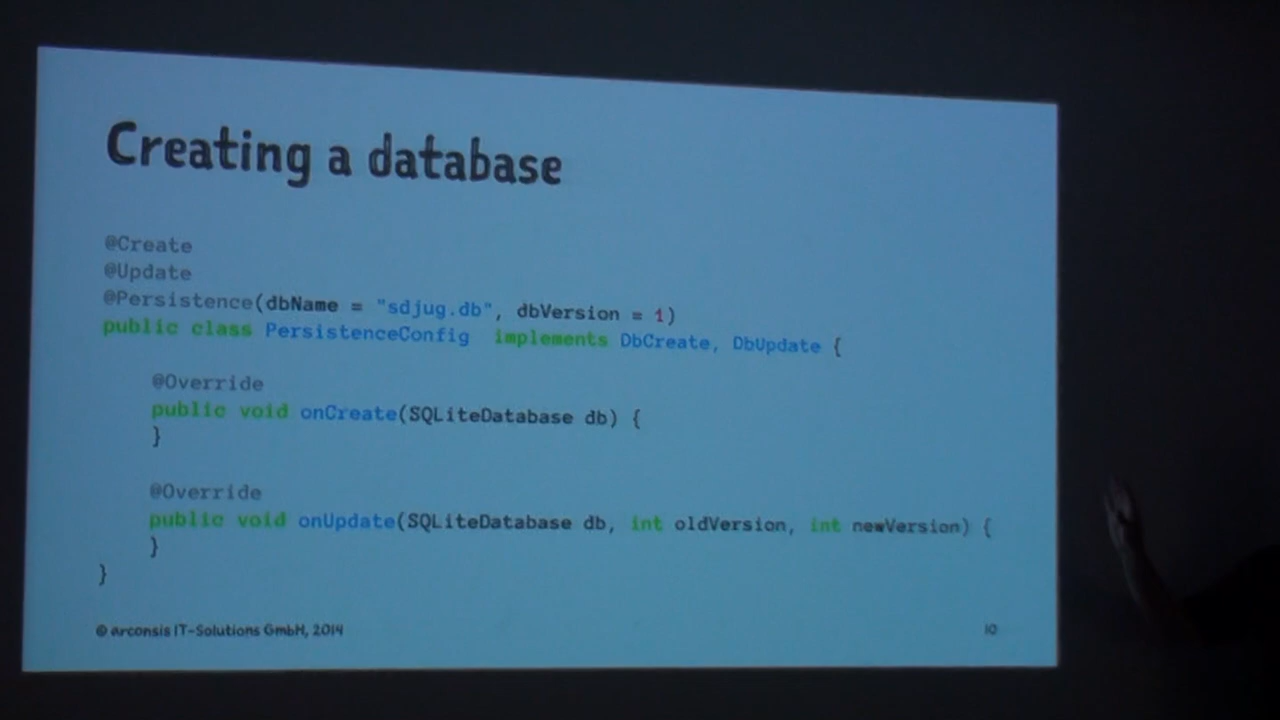 Creating a database
@Create
@Update
@Persistence(dbName = "sdjug.db", dbVersion = 1)
public class PersistenceConfig  implements DbCreate, DbUpdate {
@Override
public void onCreate(SQLiteDatabase db) {
}
@Override
public void onUpdate(SQLiteDatabase db, int oldVersion, int newVersion) {
}
}
© arconsis IT-Solutions GmbH, 2014
10